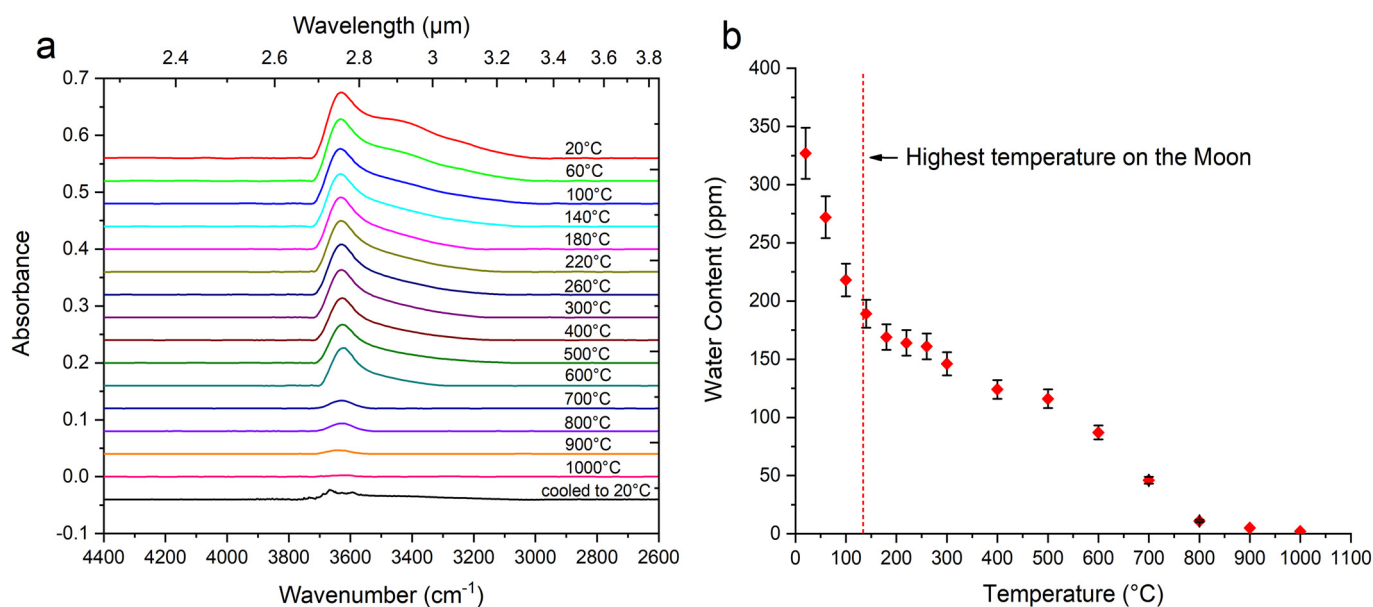 a
Wavelength (µm)
2.4 2.6 2.8 3 3.2 3.4 3.6 3.8
0.7
0.6
0.5
0.4
0.3
0.2
0.1
0.0
-0.1
Absorbance
20°C
60°C
100°C
140°C
180°C
220°C
260°C
300°C
400°C
500°C
600°C
700°C
800°C
900°C
1000°C
cooled to 20°C
4400 4200 4000 3800 3600 3400 3200 3000 2800 2600
Wavenumber (cm⁻¹)
b
400
350
300
250
200
150
100
50
0
Water Content (ppm)
Highest temperature on the Moon
0 100 200 300 400 500 600 700 800 900 1000 1100
Temperature (°C)